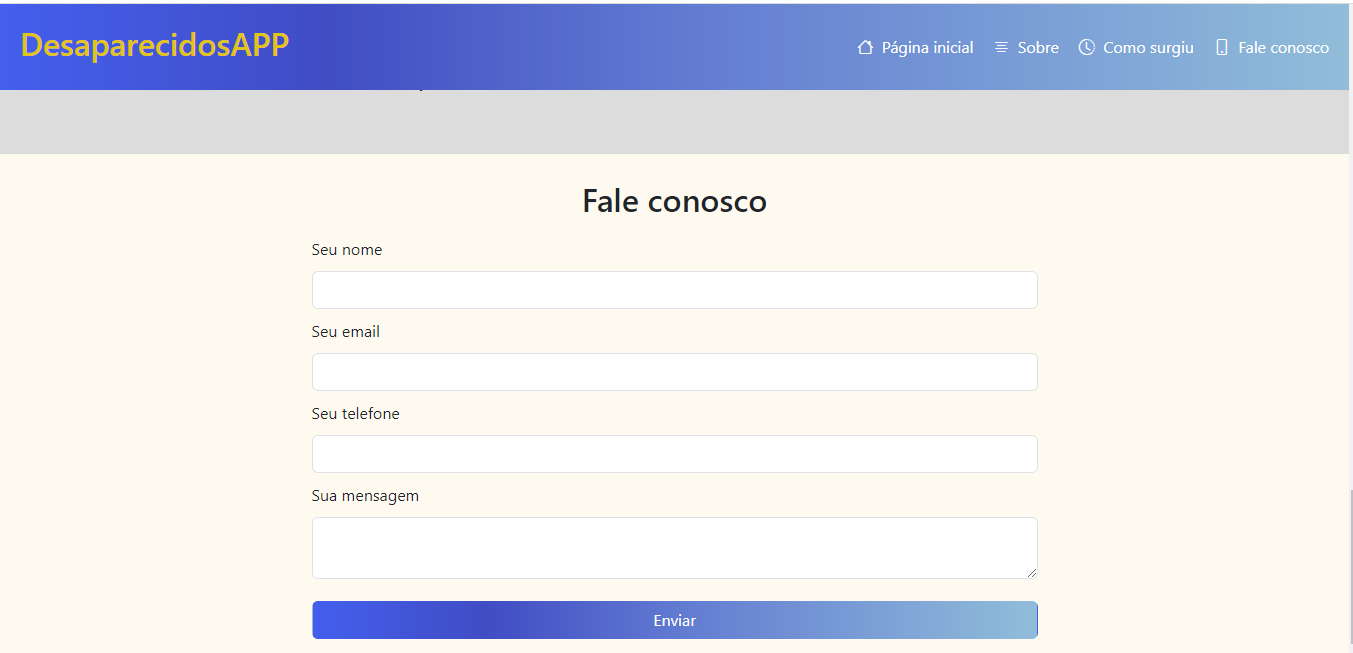 DesaparecidosAPP
Página inicial Sobre Como surgiu Fale conosco
Fale conosco
Seu nome
Seu email
Seu telefone
Sua mensagem
Enviar